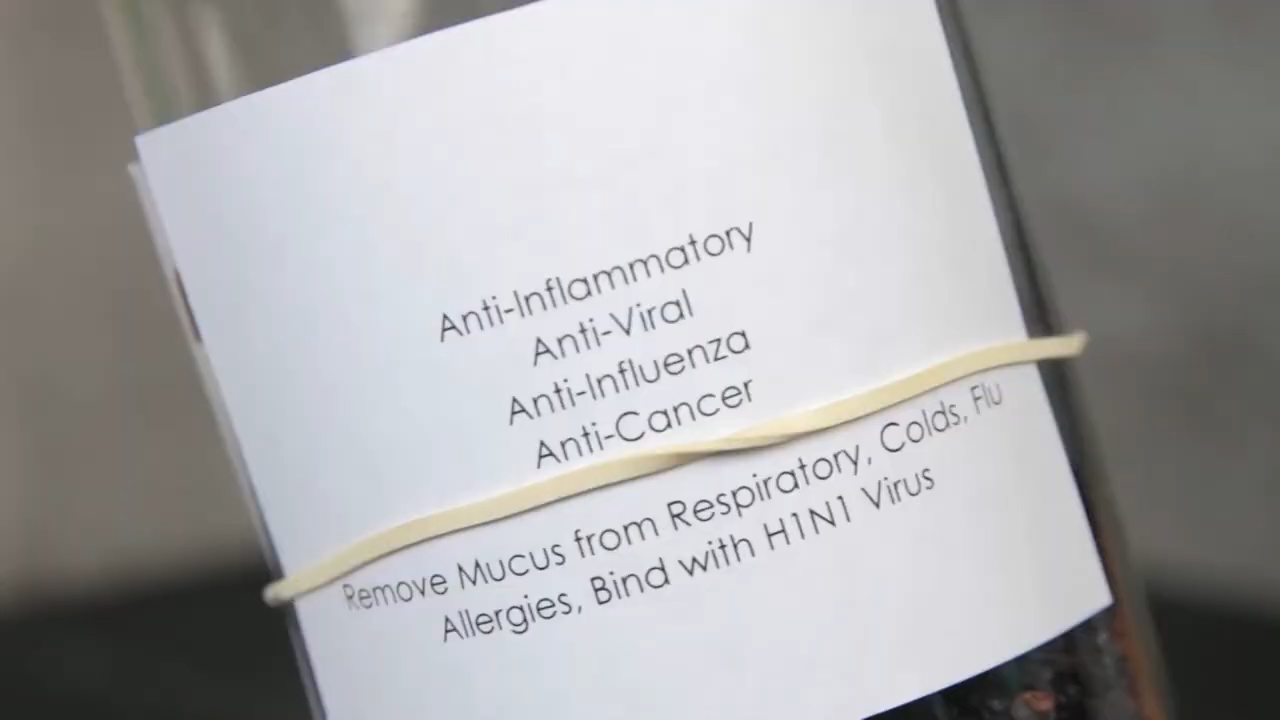 Anti-Inflammatory
Anti-Viral
Anti-Influenza
Anti-Cancer
Remove Mucus from Respiratory, Colds, Flu
Allergies, Bind with H1N1 Virus